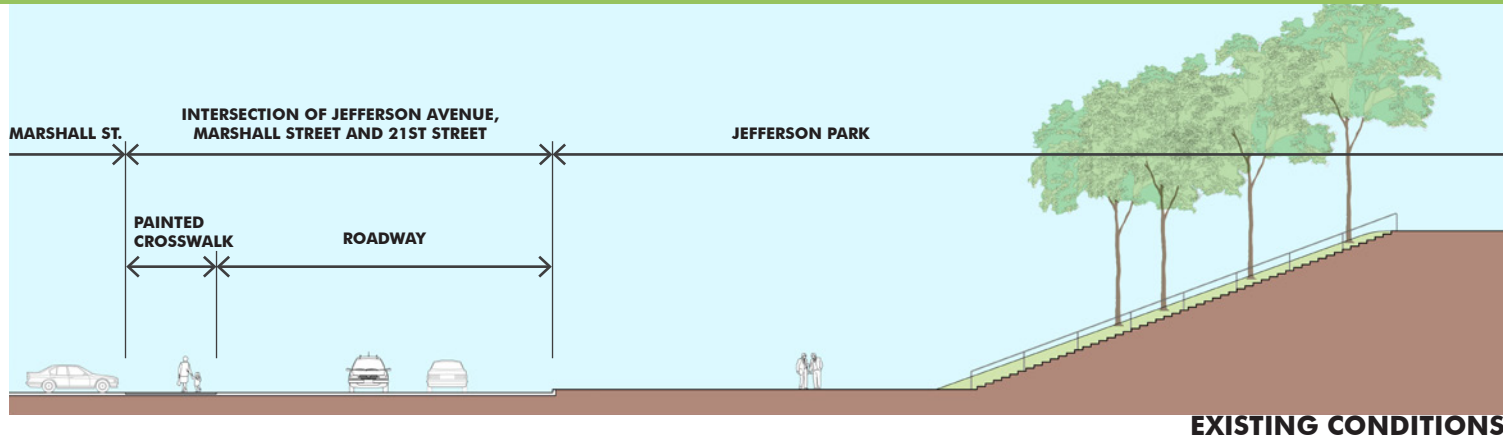 MARSHALL ST.
INTERSECTION OF JEFFERSON AVENUE,
MARSHALL STREET AND 21ST STREET
JEFFERSON PARK
PAINTED
CROSSWALK
ROADWAY
EXISTING CONDITIONS